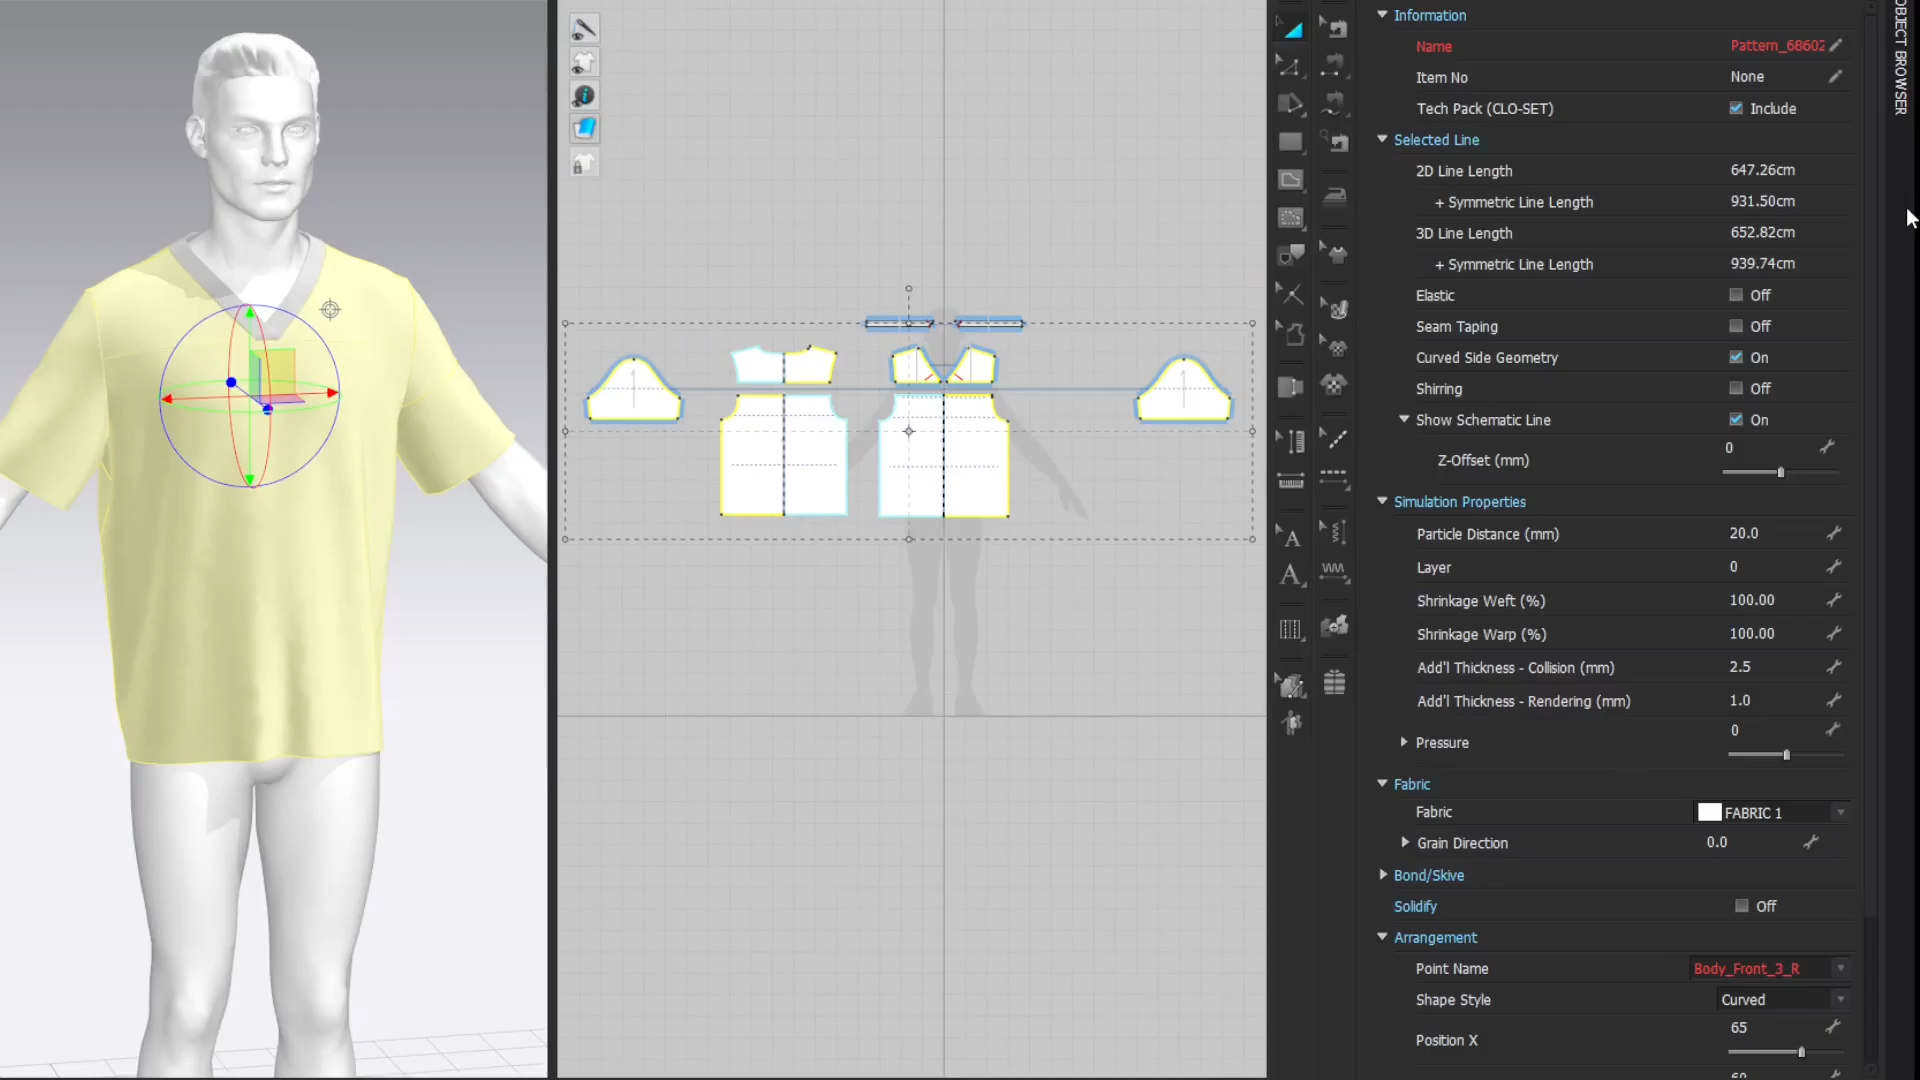 Information
Name Pattern_68602
Item No None
Tech Pack (CLO-SET) Include
Selected Line
2D Line Length 647.26cm
+ Symmetric Line Length 931.50cm
3D Line Length 652.82cm
+ Symmetric Line Length 939.74cm
Elastic Off
Seam Taping Off
Curved Side Geometry On
Shirring Off
Show Schematic Line On
Z-Offset (mm) 0
Simulation Properties
Particle Distance (mm) 20.0
Layer 0
Shrinkage Weft (%) 100.00
Shrinkage Warp (%) 100.00
Add'l Thickness - Collision (mm) 2.5
Add'l Thickness - Rendering (mm) 1.0
Pressure 0
Fabric
Fabric FABRIC 1
Grain Direction 0.0
Bond/Skive
Solidify Off
Arrangement
Point Name Body_Front_3_R
Shape Style Curved
Position X 65
OBJECT BROWSER
A
A